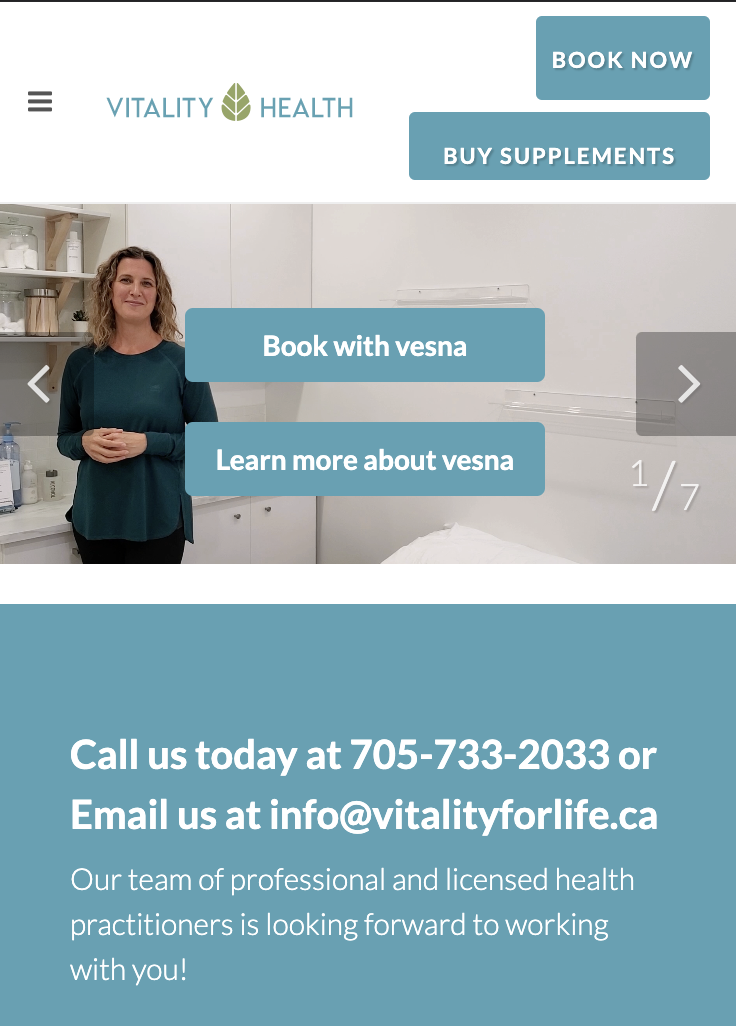 BOOK NOW
VITALITY HEALTH
BUY SUPPLEMENTS
Book with vesna
Learn more about vesna
1/7
Call us today at 705-733-2033 or
Email us at info@vitalityforlife.ca
Our team of professional and licensed health
practitioners is looking forward to working
with you!